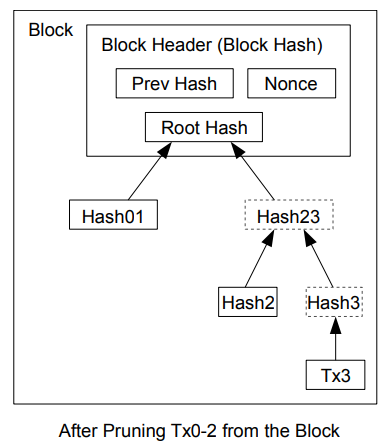 Block
Block Header (Block Hash)
Prev Hash
Nonce
Root Hash
Hash01
Hash23
Hash2
Hash3
Tx3
After Pruning Tx0-2 from the Block